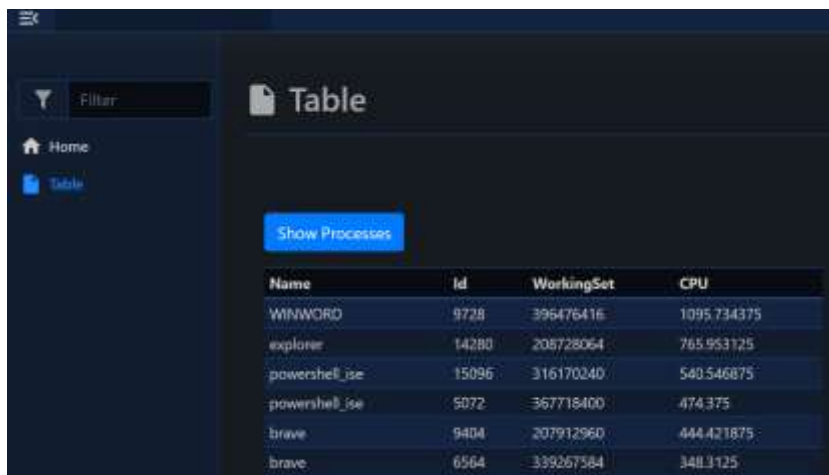 Filter
Table
Home
Table
Show Processes
Name Id WorkingSet CPU
WINWORD 9728 396476416 1095.734375
explorer 14280 208728064 765.953125
powershell_ise 15096 316170240 540.546875
powershell_ise 5072 367718400 474.375
brave 9404 207912960 444.421875
brave 6564 339267584 348.3125